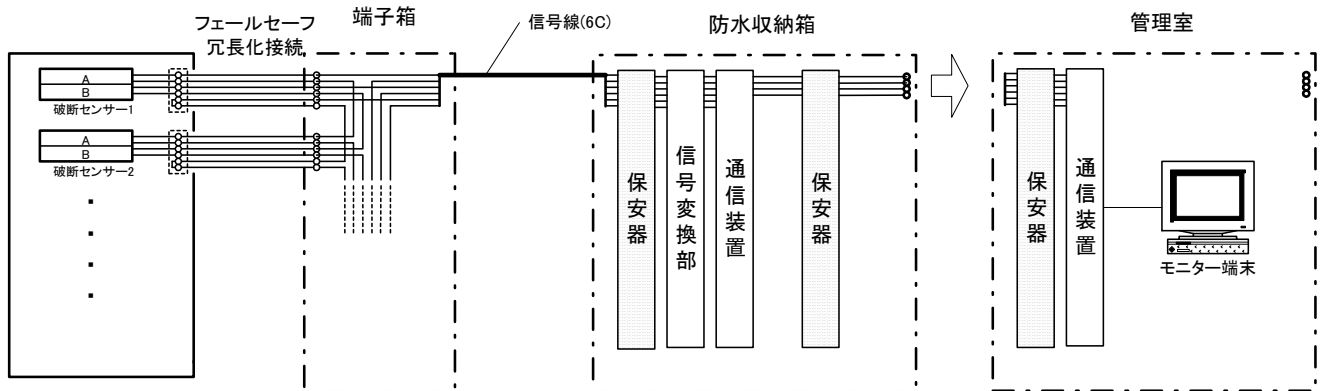 フェールセーフ
冗長化接続
端子箱
信号線(6C)
防水収納箱
管理室
A
B
破断センサー1
A
B
破断センサー2
保安器
信号変換部
通信装置
保安器
保安器
通信装置
モニター端末